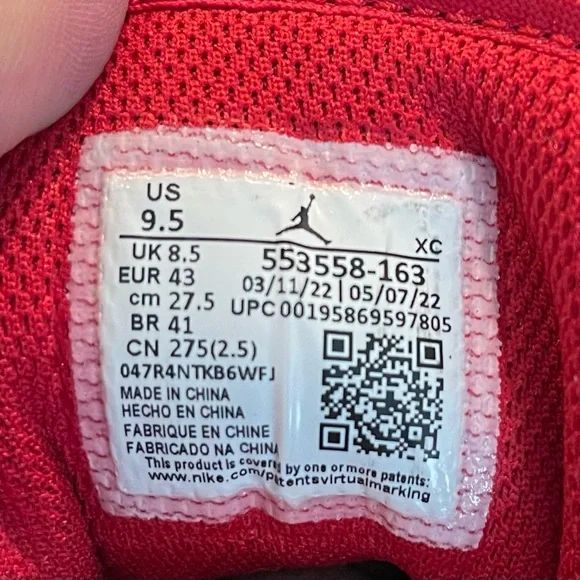 US
9.5
XC
UK 8.5
553558-163
EUR 43
03/11/22 | 05/07/22
cm 27.5
UPC 00195869597805
BR 41
CN 275(2.5)
047R4NTKB6WFJ
MADE IN CHINA
HECHO EN CHINA
FABRIQUE EN CHINE
FABRICADO NA CHINA
This product is covered by one or more patents:
www.nike.com/patentsvirtualmarking